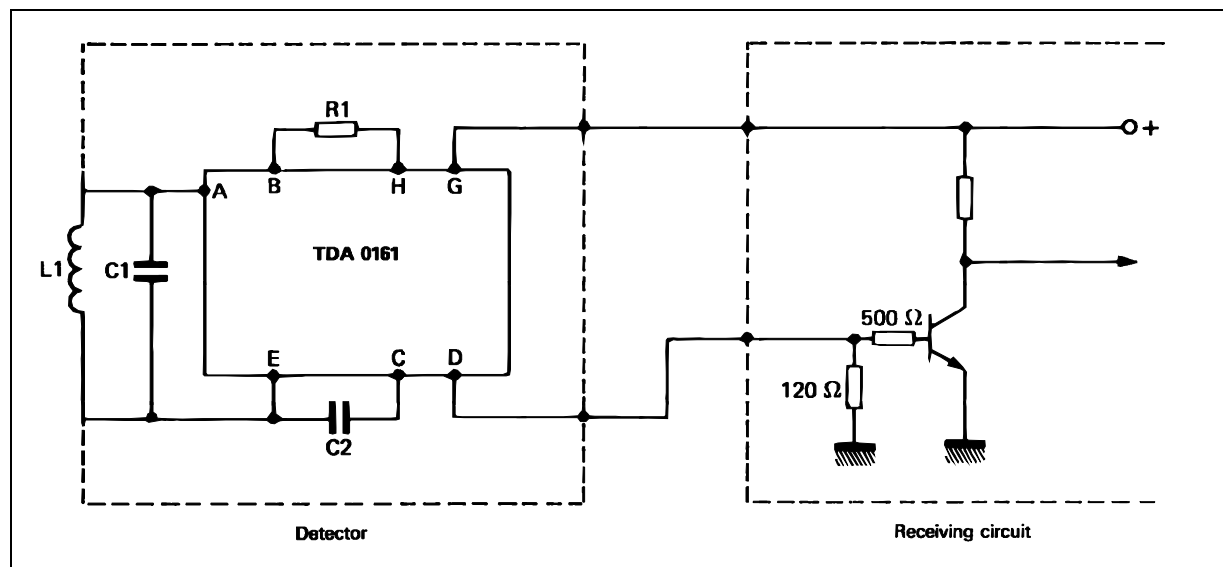 R1
A
B
H
G
TDA 0161
L1
C1
E
C
D
C2
Detector
+
500 Ω
120 Ω
Receiving circuit